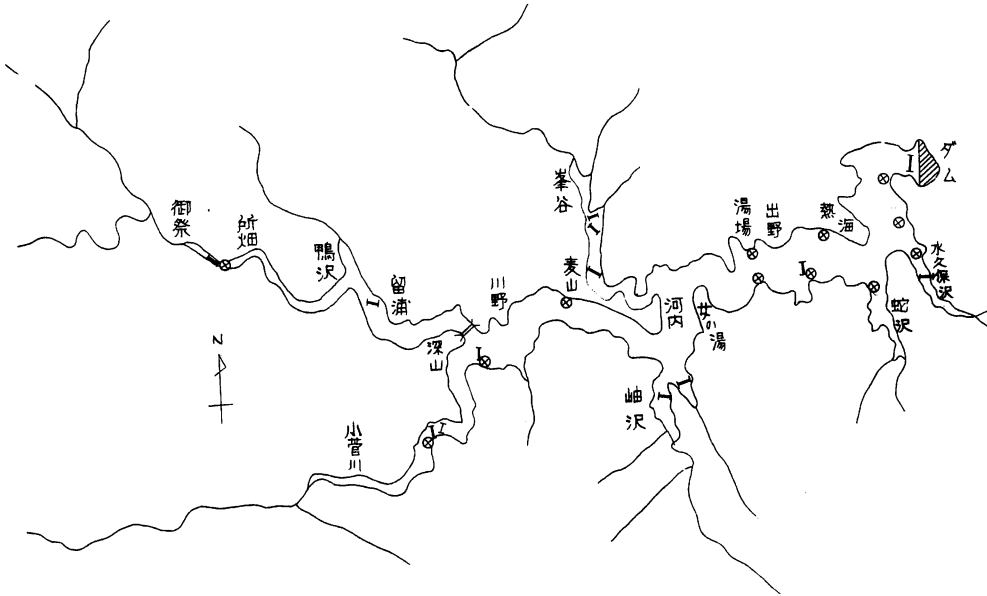 御祭
所畑
鴨沢
留浦
深山
川野
小菅川
峯谷
麦山
河内
女の湯
岫沢
湯場
出野
熱海
蛇沢
水久保沢
ダム
N